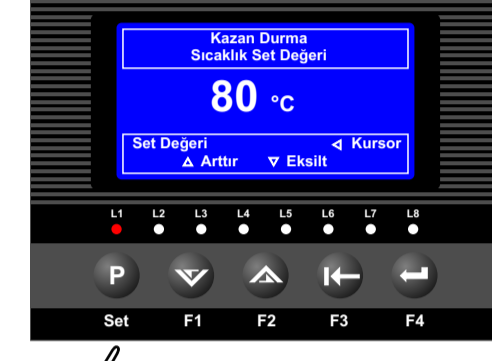 Kazan Durma
Sıcaklık Set Değeri
80 °C
Set Değeri Kursor
Arttır Eksilt
L1 L2 L3 L4 L5 L6 L7 L8
P
Set F1 F2 F3 F4